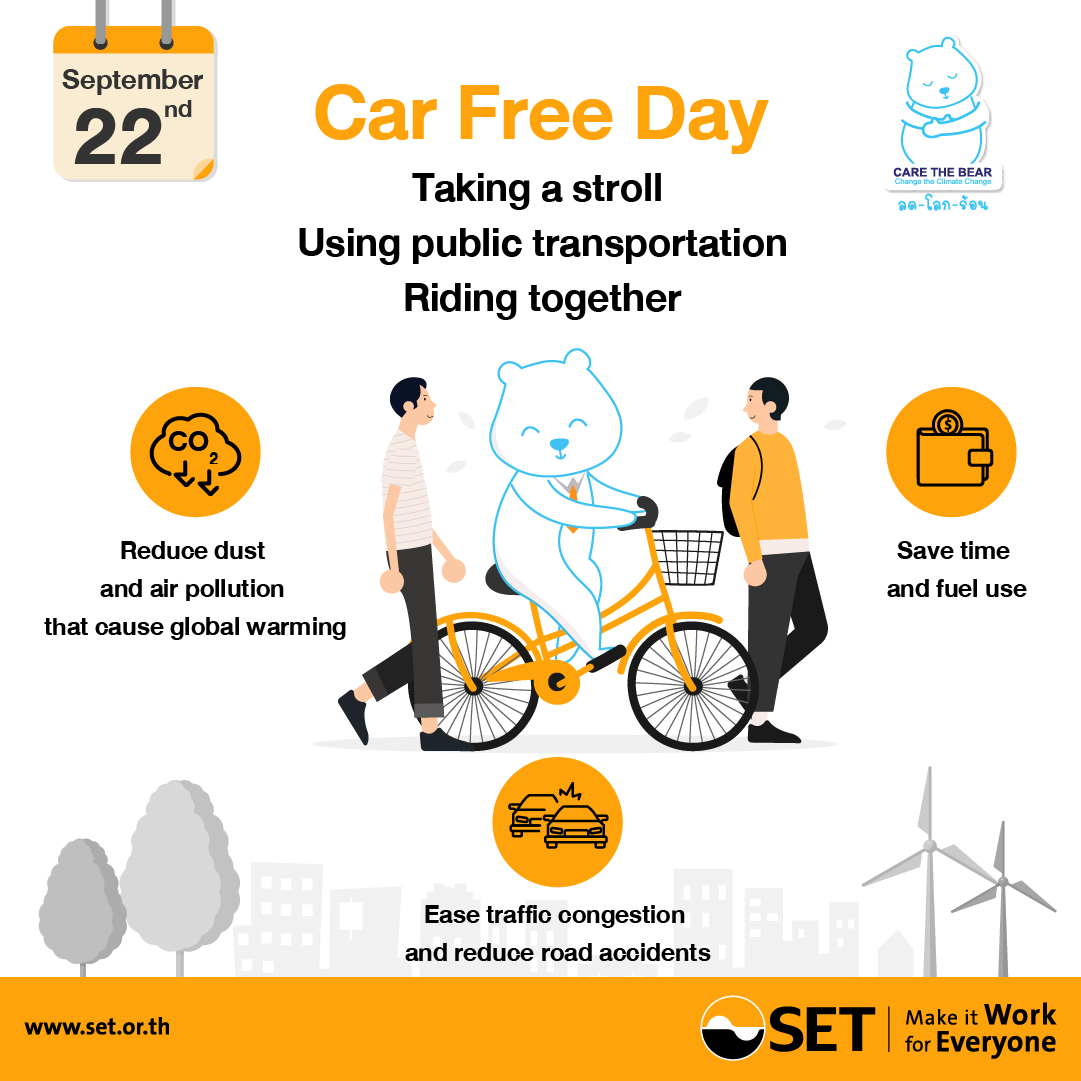 September
22nd
Car Free Day
Taking a stroll
Using public transportation
Riding together
CARE THE BEAR
Change the Climate Change
ลด-โลก-ร้อน
CO2
Reduce dust
and air pollution
that cause global warming
$
Save time
and fuel use
Ease traffic congestion
and reduce road accidents
www.set.or.th
SET
Make it Work
for Everyone